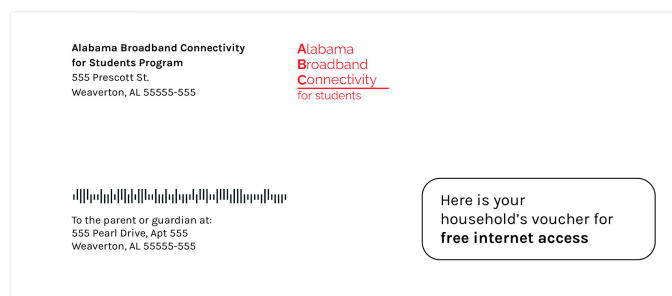 Alabama Broadband Connectivity
for Students Program
555 Prescott St.
Weaverton, AL 55555-555
Alabama
Broadband
Connectivity
for students
To the parent or guardian at:
555 Pearl Drive, Apt 555
Weaverton, AL 55555-555
Here is your
household’s voucher for
free internet access